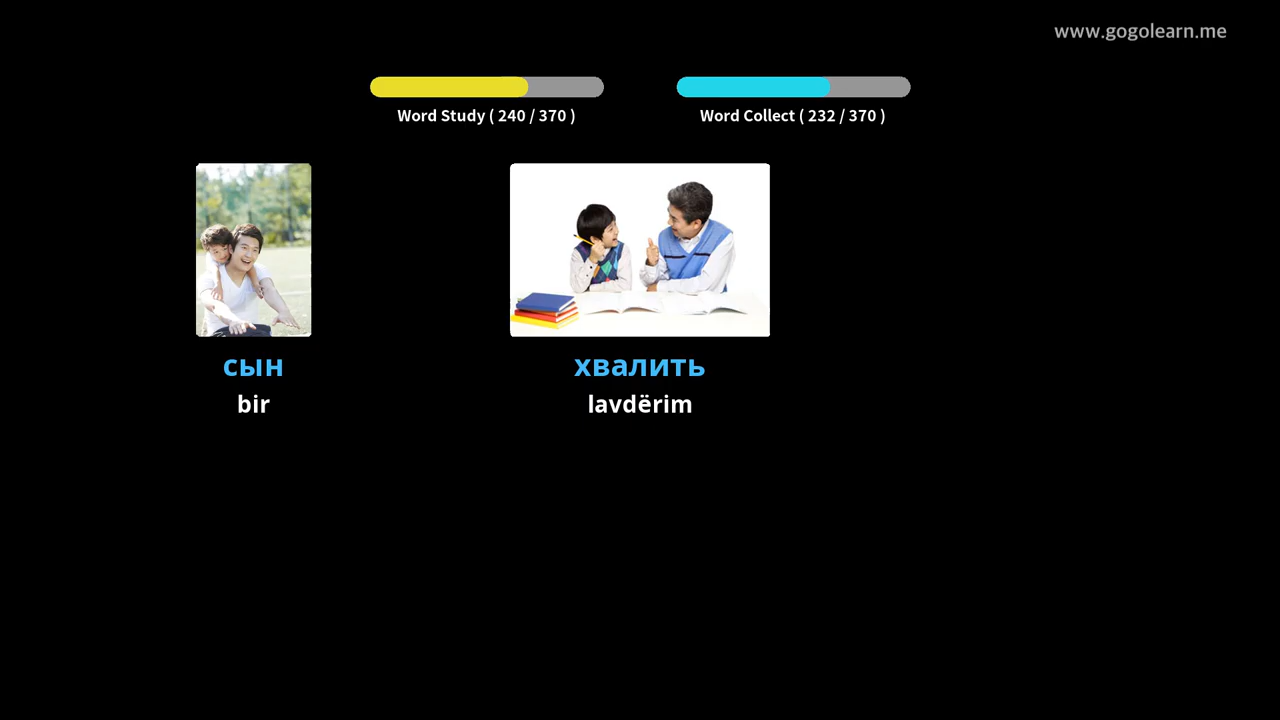 www.gogolearn.me
Word Study ( 240 / 370 )
Word Collect ( 232 / 370 )
сын
bir
хвалить
lavdërim